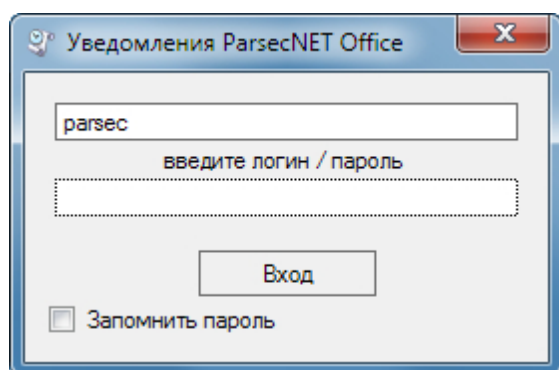 Уведомления ParsecNET Office
parsec
введите логин / пароль
Вход
Запомнить пароль